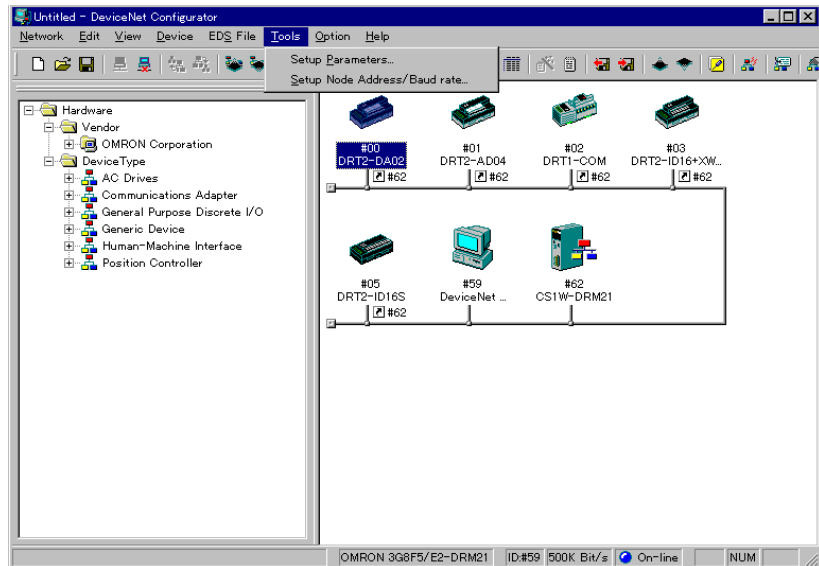 Untitled - DeviceNet Configurator
Network Edit View Device EDS File Tools Option Help
Setup Parameters...
Setup Node Address/Baud rate...
Hardware
Vendor
OMRON Corporation
DeviceType
AC Drives
Communications Adapter
General Purpose Discrete I/O
Generic Device
Human-Machine Interface
Position Controller
#00 #01 #02 #03
DRT2-DA02 DRT2-AD04 DRT1-COM DRT2-ID16+XW...
#62 #62 #62 #62
#05 #59 #62
DRT2-ID16S DeviceNet ... CS1W-DRM21
#62
OMRON 3G8F5/E2-DRM21 ID:#59 500K Bit/s On-line NUM